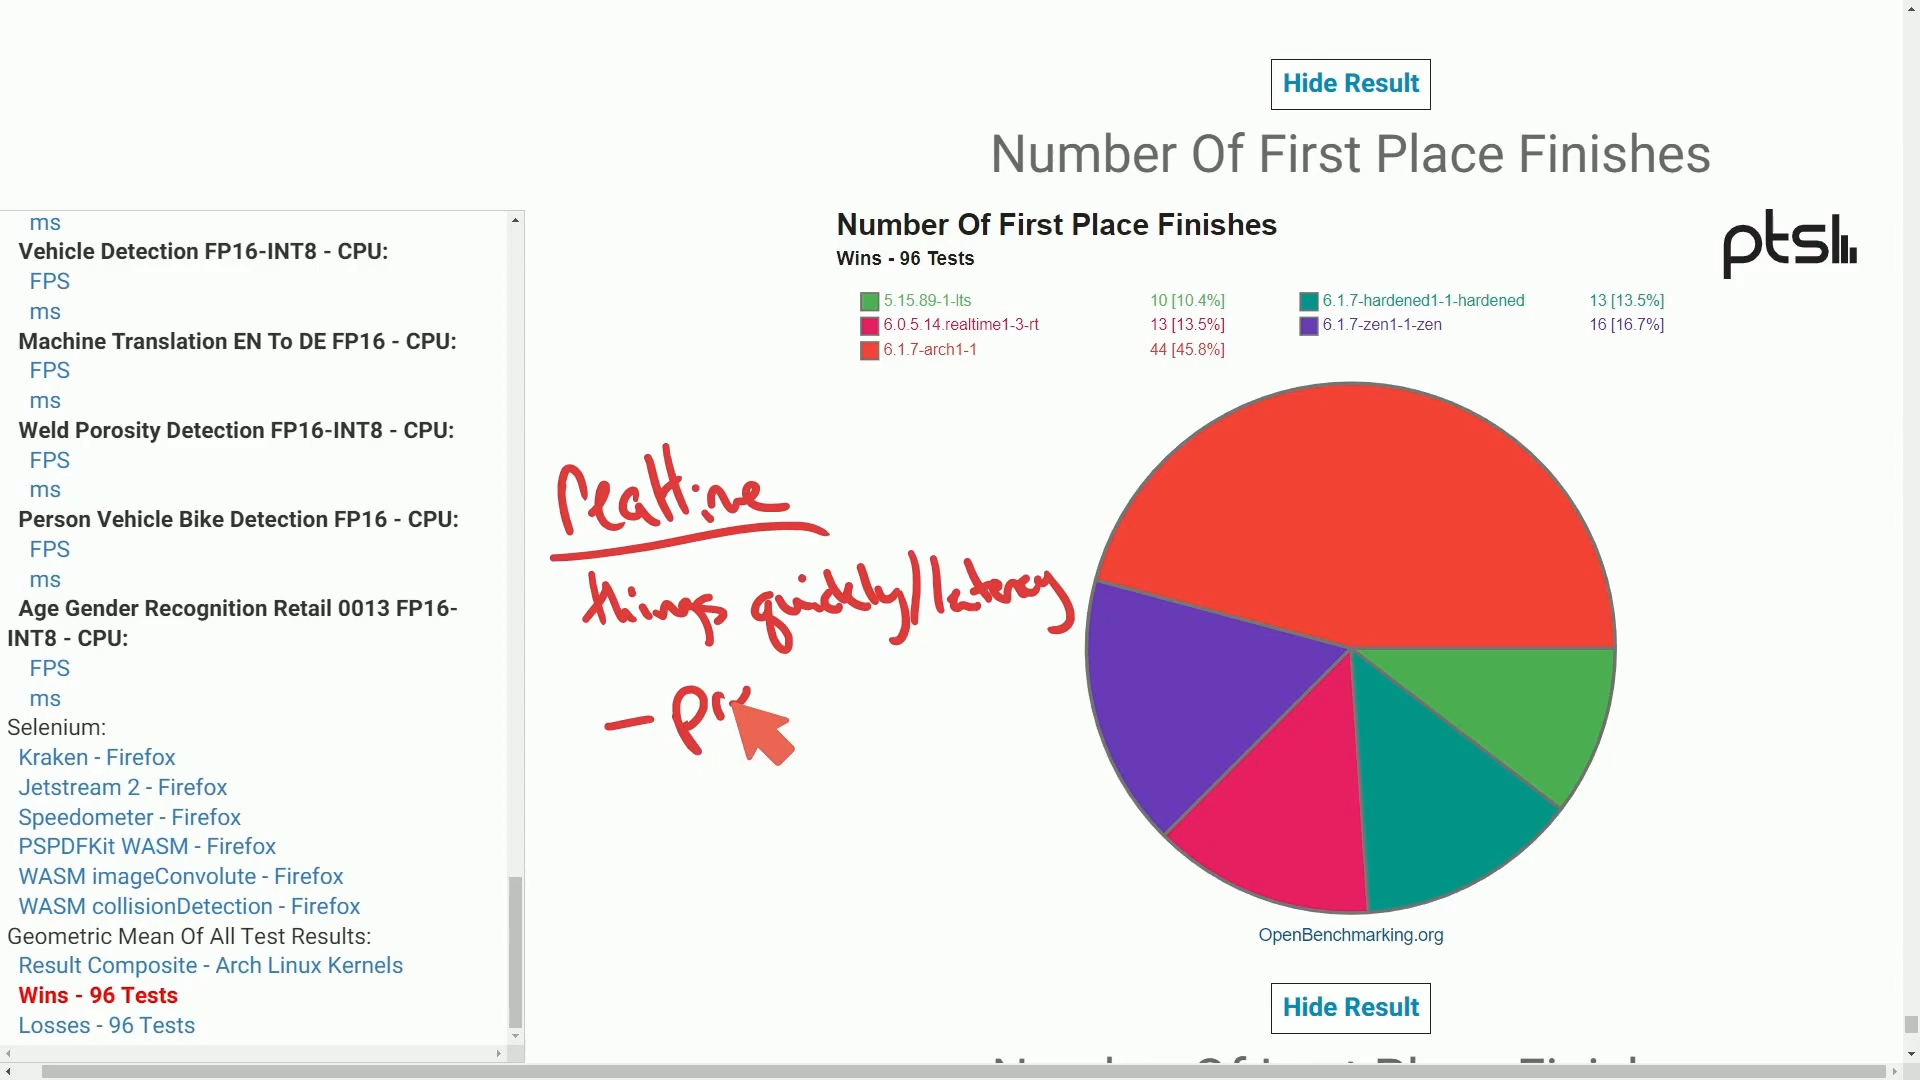 Hide Result
Number Of First Place Finishes
Number Of First Place Finishes
Wins - 96 Tests
ptsl
5.15.89-1-lts 10 [10.4%]
6.0.5.14.realtime1-3-rt 13 [13.5%]
6.1.7-arch1-1 44 [45.8%]
6.1.7-hardened1-1-hardened 13 [13.5%]
6.1.7-zen1-1-zen 16 [16.7%]
OpenBenchmarking.org
Hide Result
ms
Vehicle Detection FP16-INT8 - CPU:
FPS
ms
Machine Translation EN To DE FP16 - CPU:
FPS
ms
Weld Porosity Detection FP16-INT8 - CPU:
FPS
ms
Person Vehicle Bike Detection FP16 - CPU:
FPS
ms
Age Gender Recognition Retail 0013 FP16-
INT8 - CPU:
FPS
ms
Selenium:
Kraken - Firefox
Jetstream 2 - Firefox
Speedometer - Firefox
PSPDFKit WASM - Firefox
WASM imageConvolute - Firefox
WASM collisionDetection - Firefox
Geometric Mean Of All Test Results:
Result Composite - Arch Linux Kernels
Wins - 96 Tests
Losses - 96 Tests
realtime
things quickly/latency